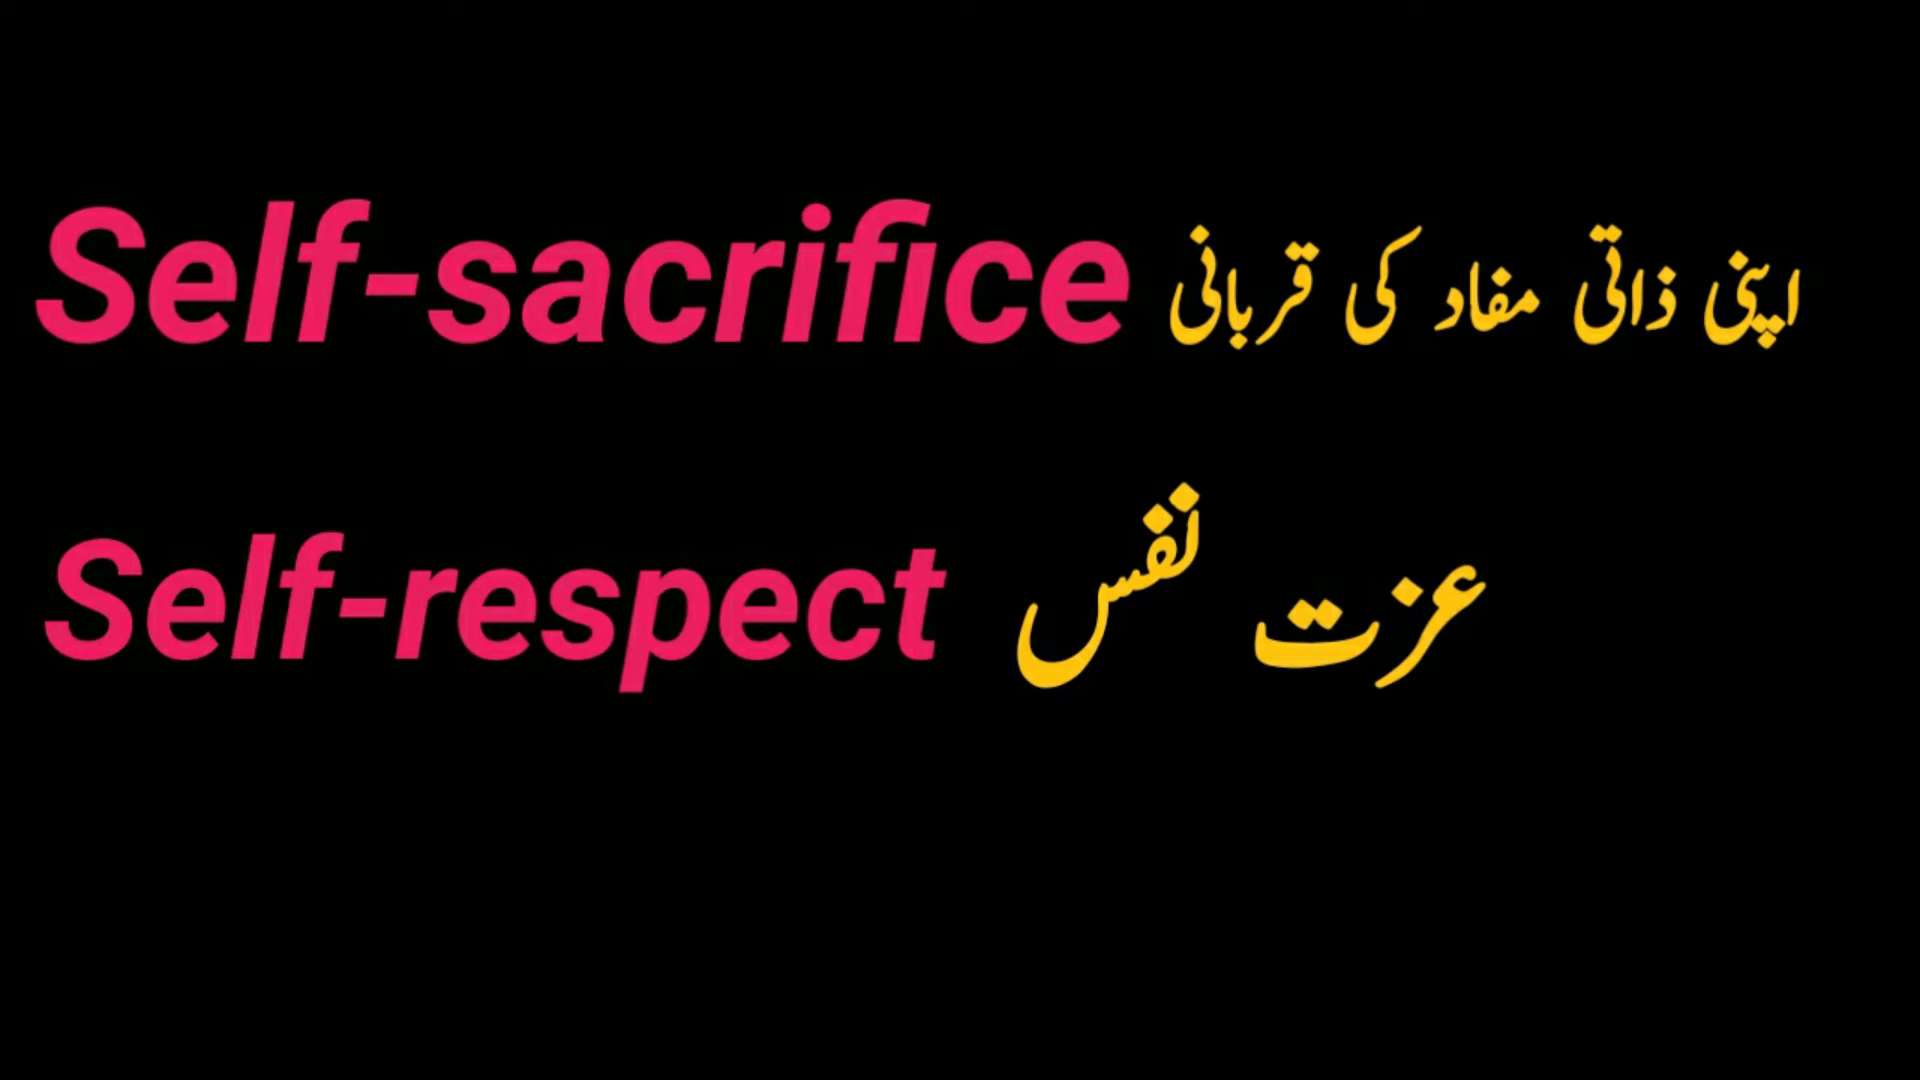 Self-sacrifice اپنی ذاتی مفاد کی قربانی
Self-respect عزت نفس